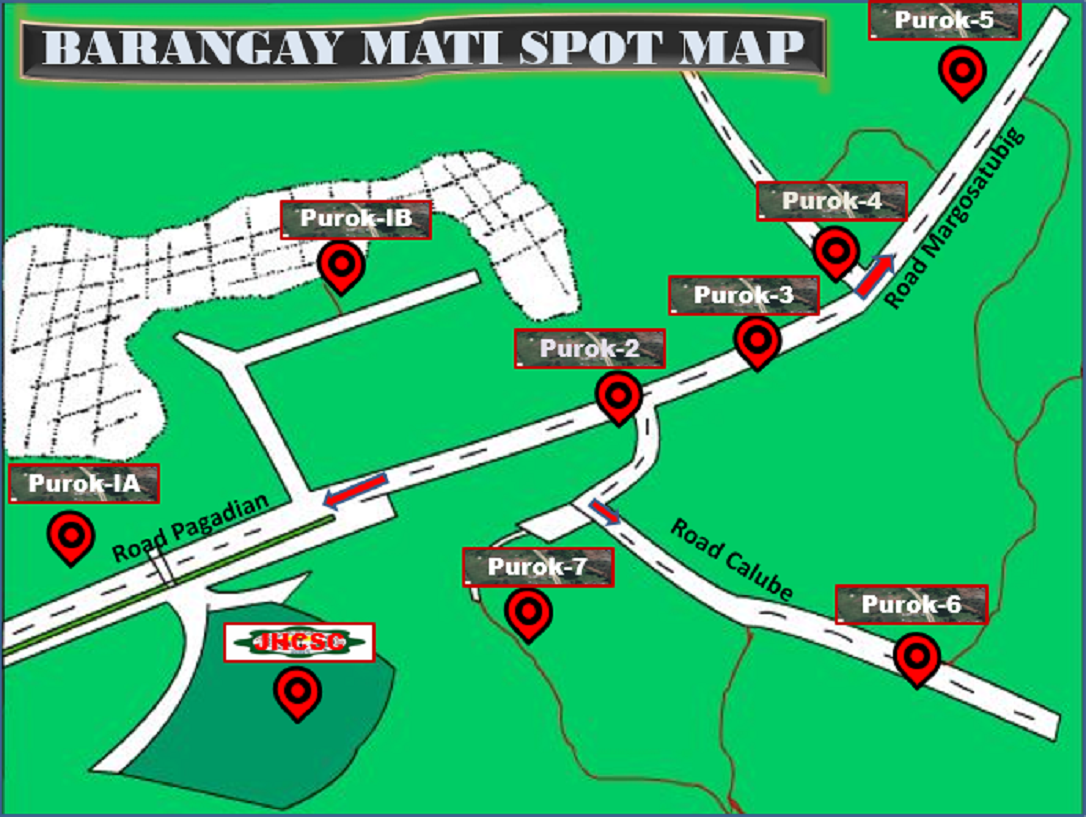 BARANGAY MATI SPOT MAP
Purok-5
Purok-4
Purok-IB
Road Margosatubig
Purok-3
Purok-2
Purok-IA
Road Pagadian
Road Calube
Purok-7
Purok-6
JHCSC